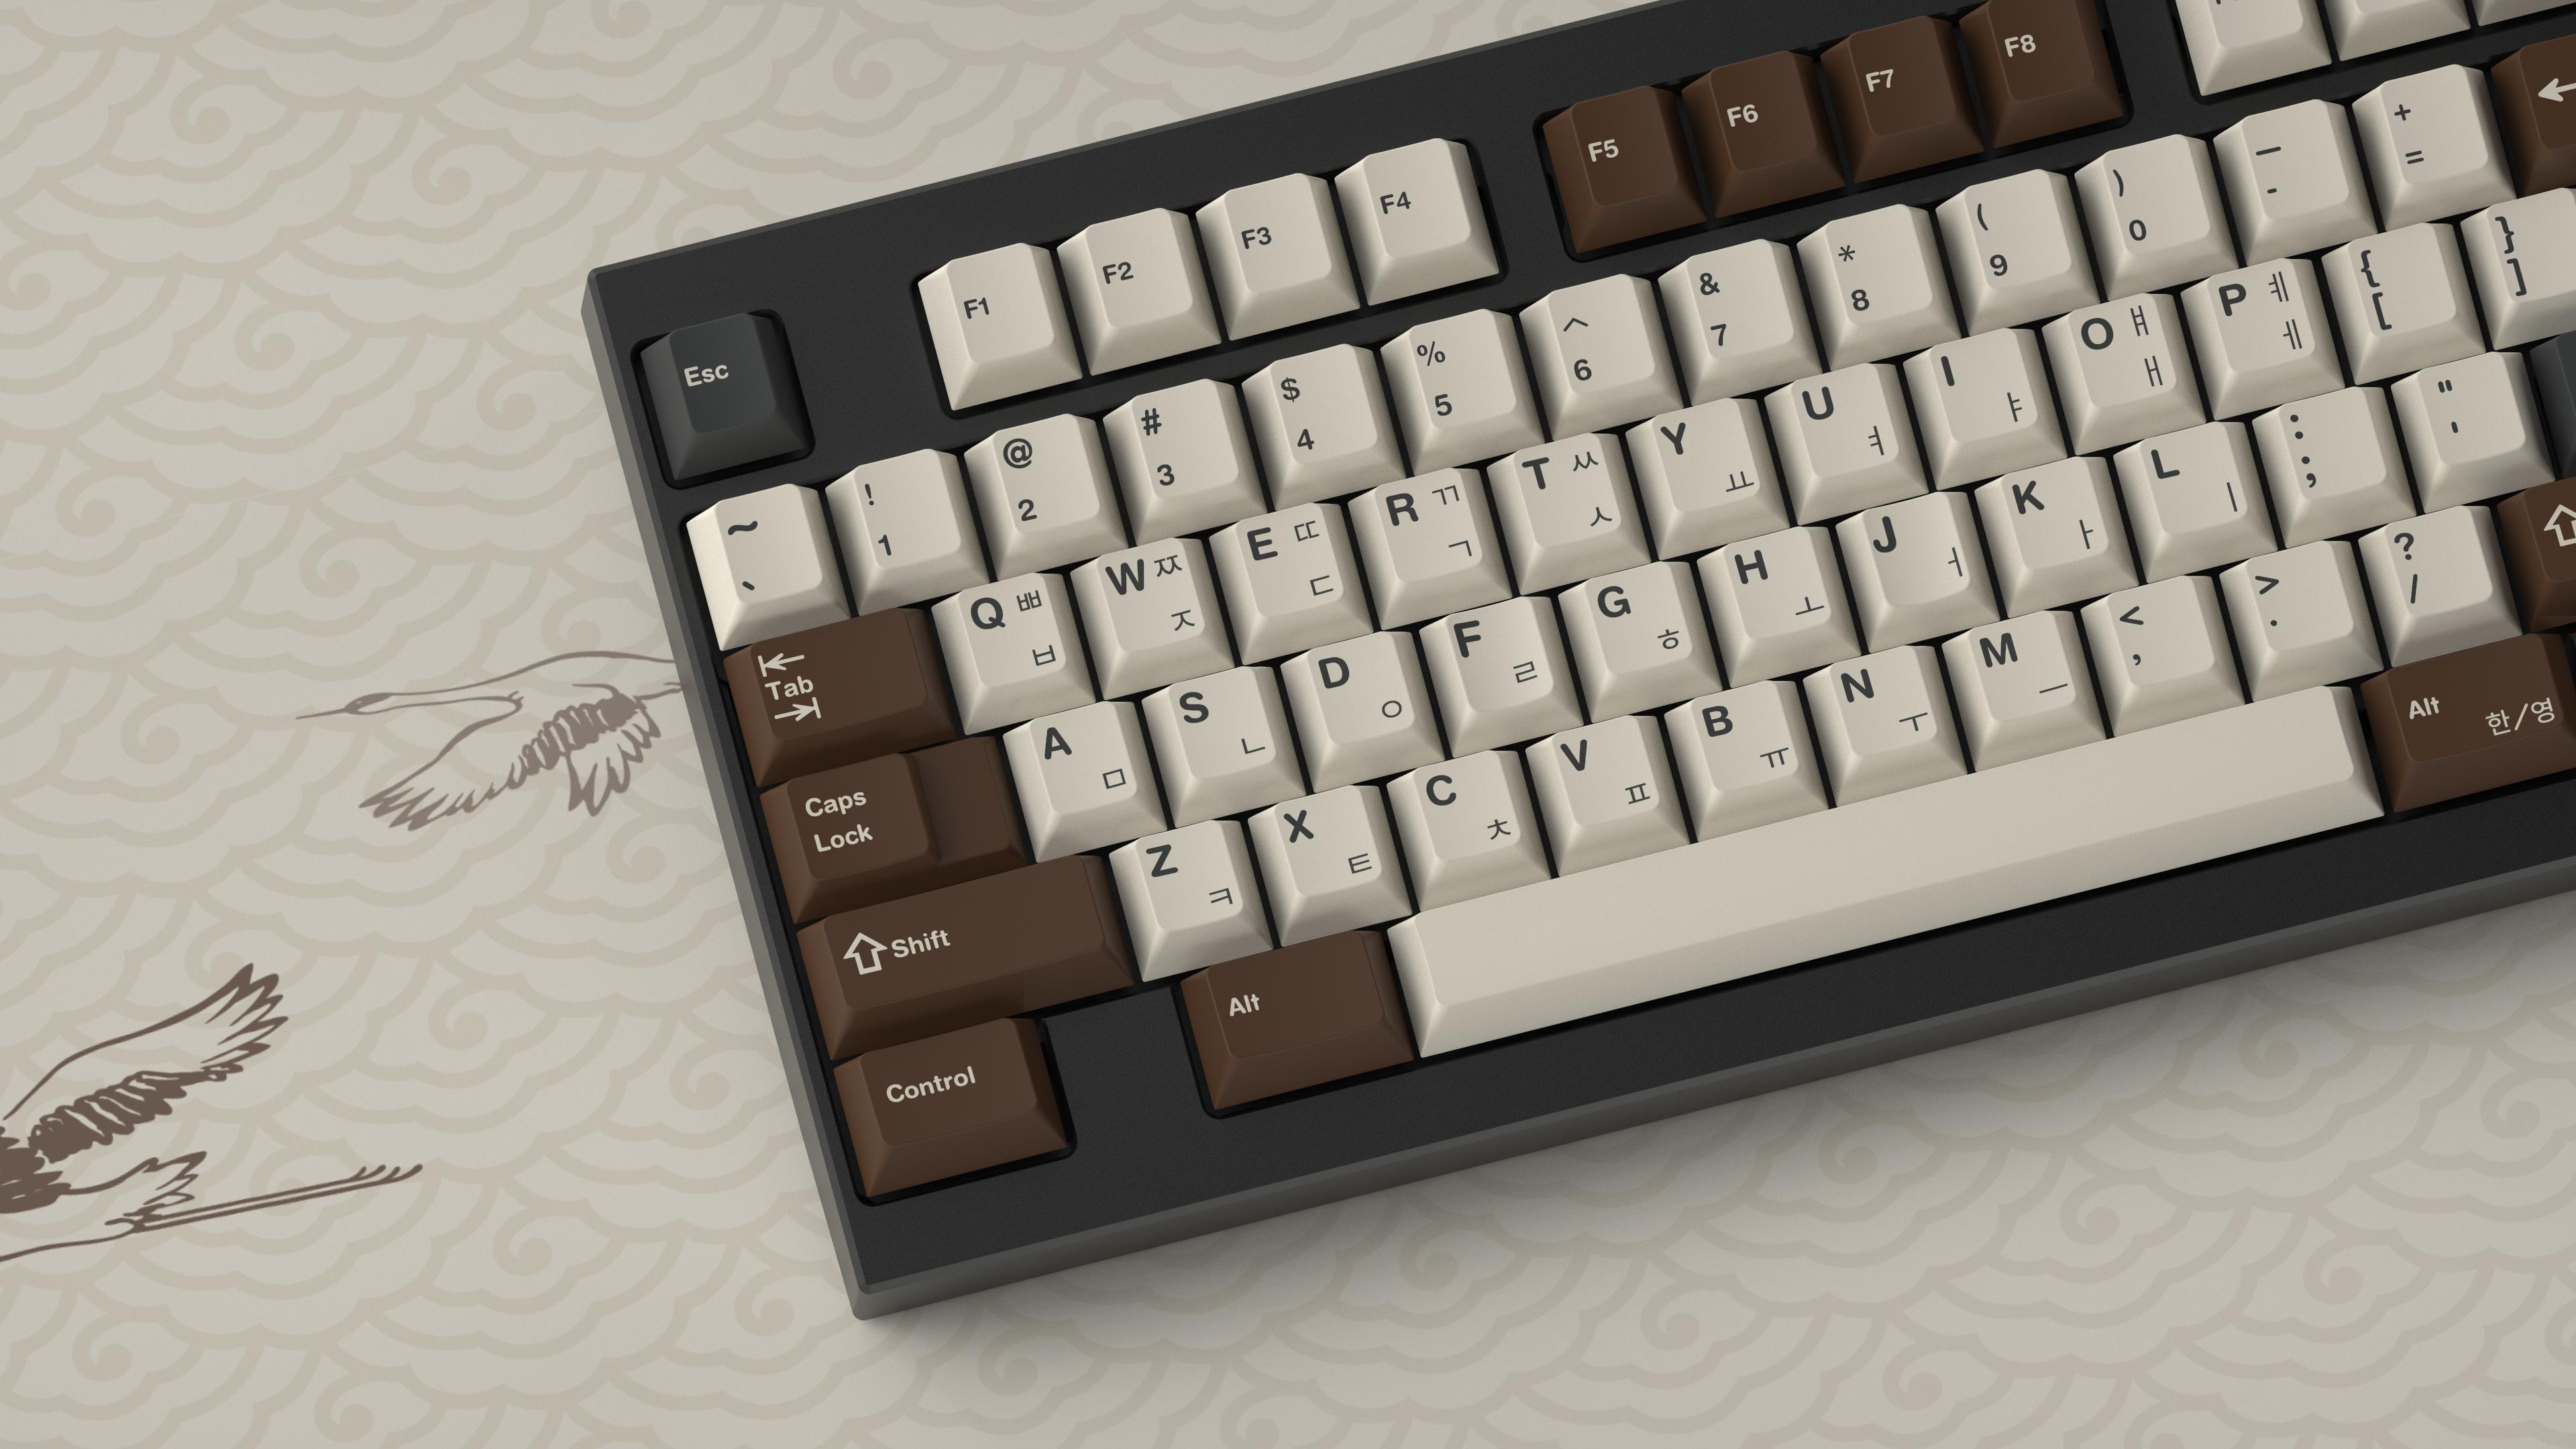 Esc F1 F2 F3 F4 F5 F6 F7 F8
~ ` ! 1 @ 2 # 3 $ 4 % 5 ^ 6 & 7 * 8 ( 9 ) 0 — - + = ←
Tab Q ㅃ ㅂ W ㅉ ㅈ E ㄸ ㄷ R ㄲ ㄱ T ㅆ ㅅ Y ㅛ U ㅕ I ㅑ O ㅒ ㅐ P ㅖ ㅔ { [ } ]
Caps Lock A ㅁ S ㄴ D ㅇ F ㄹ G ㅎ H ㅗ J ㅓ K ㅏ L ㅣ : ; " '
Shift Z ㅋ X ㅌ C ㅊ V ㅍ B ㅠ N ㅜ M ㅡ < , > . ? /
Control Alt Alt 한/영